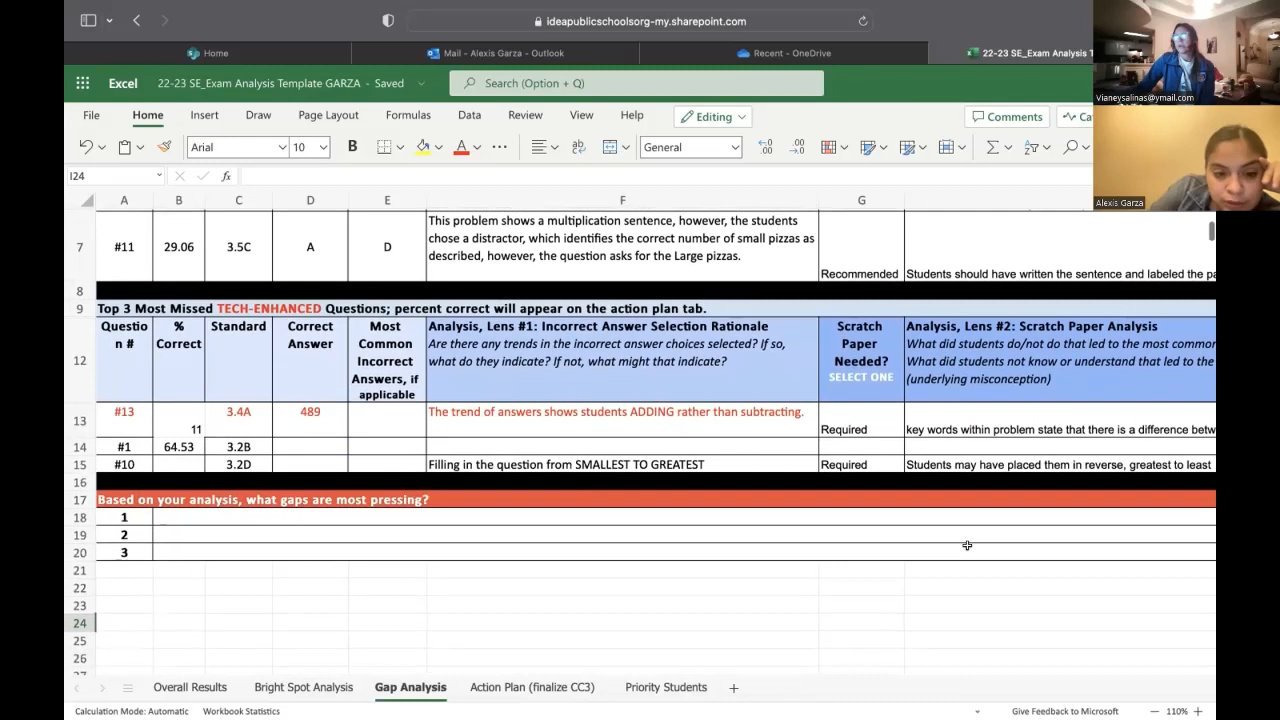 ideapublicschoolsorg-my.sharepoint.com
Home
Mail - Alexis Garza - Outlook
Recent - OneDrive
22-23 SE_Exam Analysis T
Vianeysalinas@ymail.com
Alexis Garza
Excel
22-23 SE_Exam Analysis Template GARZA - Saved
Search (Option + Q)
File Home Insert Draw Page Layout Formulas Data Review View Help
Editing
Comments
Ca
Arial
10
B
General
I24
fx
A B C D E F G
7
#11
29.06
3.5C
A
D
This problem shows a multiplication sentence, however, the students
chose a distractor, which identifies the correct number of small pizzas as
described, however, the question asks for the Large pizzas.
Recommended
Students should have written the sentence and labeled the pa
8
9
Top 3 Most Missed TECH-ENHANCED Questions; percent correct will appear on the action plan tab.
12
Questio
n #
%
Correct
Standard
Correct
Answer
Most
Common
Incorrect
Answers, if
applicable
Analysis, Lens #1: Incorrect Answer Selection Rationale
Are there any trends in the incorrect answer choices selected? If so,
what do they indicate? If not, what might that indicate?
Scratch
Paper
Needed?
SELECT ONE
Analysis, Lens #2: Scratch Paper Analysis
What did students do/not do that led to the most common
What did students not know or understand that led to the
(underlying misconception)
13
#13
11
3.4A
489
The trend of answers shows students ADDING rather than subtracting.
Required
key words within problem state that there is a difference betw
14
#1
64.53
3.2B
15
#10
3.2D
Filling in the question from SMALLEST TO GREATEST
Required
Students may have placed them in reverse, greatest to least
16
17
Based on your analysis, what gaps are most pressing?
18
1
19
2
20
3
21
22
23
24
25
26
Overall Results
Bright Spot Analysis
Gap Analysis
Action Plan (finalize CC3)
Priority Students
Calculation Mode: Automatic
Workbook Statistics
Give Feedback to Microsoft
110%